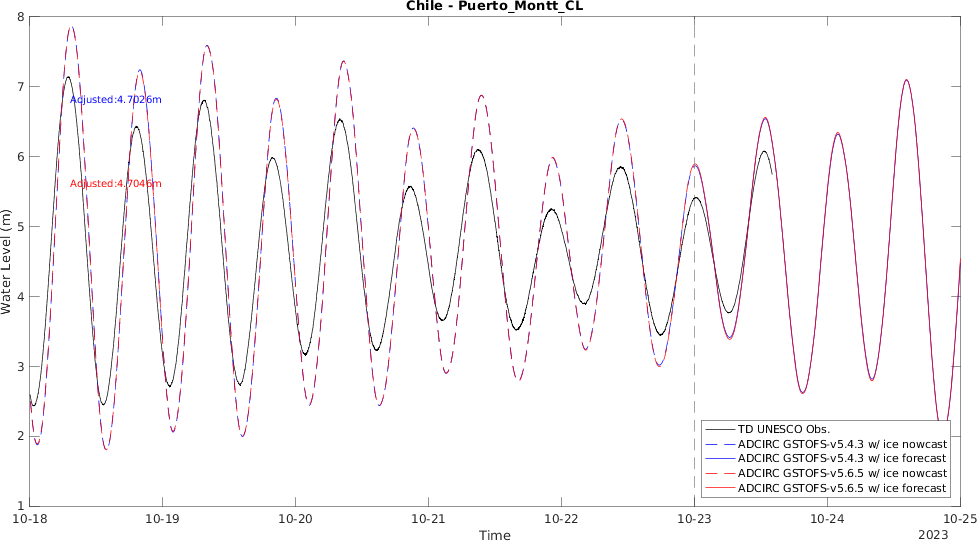 Chile - Puerto_Montt_CL
8
7
6
5
4
3
2
1
Water Level (m)
Adjusted:4.7026m
Adjusted:4.7046m
TD UNESCO Obs.
ADCIRC GSTOFS-v5.4.3 w/ ice nowcast
ADCIRC GSTOFS-v5.4.3 w/ ice forecast
ADCIRC GSTOFS-v5.6.5 w/ ice nowcast
ADCIRC GSTOFS-v5.6.5 w/ ice forecast
10-18 10-19 10-20 10-21 10-22 10-23 10-24 10-25
Time
2023